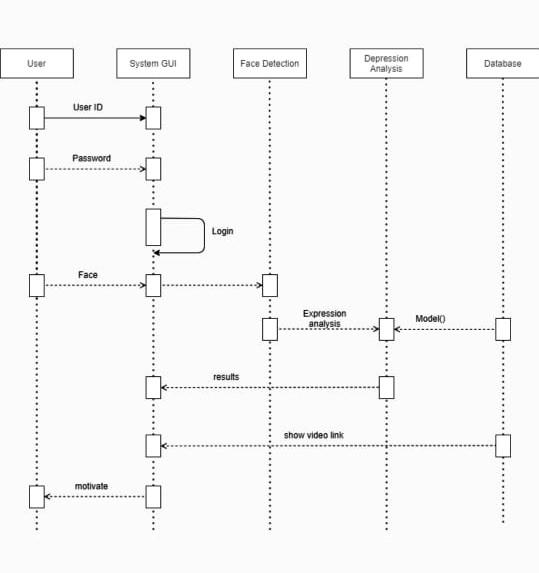 User
System GUI
Face Detection
Depression
Analysis
Database
User ID
Password
Login
Face
Expression
analysis
Model()
results
show video link
motivate